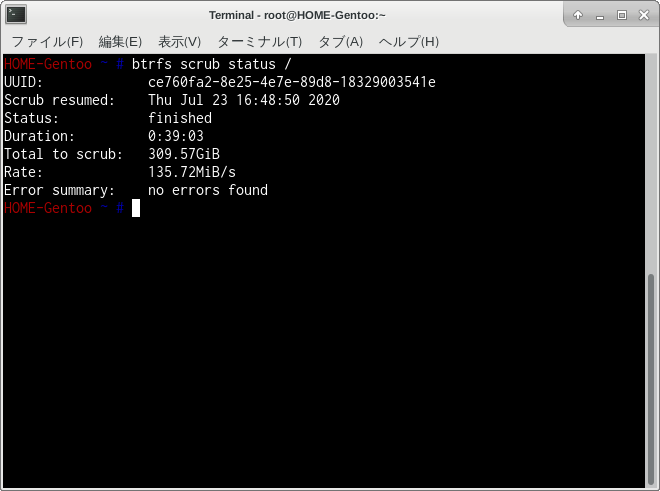 Terminal - root@HOME-Gentoo:~
ファイル(F) 編集(E) 表示(V) ターミナル(T) タブ(A) ヘルプ(H)
HOME-Gentoo ~ # btrfs scrub status /
UUID: ce760fa2-8e25-4e7e-89d8-18329003541e
Scrub resumed: Thu Jul 23 16:48:50 2020
Status: finished
Duration: 0:39:03
Total to scrub: 309.57GiB
Rate: 135.72MiB/s
Error summary: no errors found
HOME-Gentoo ~ #